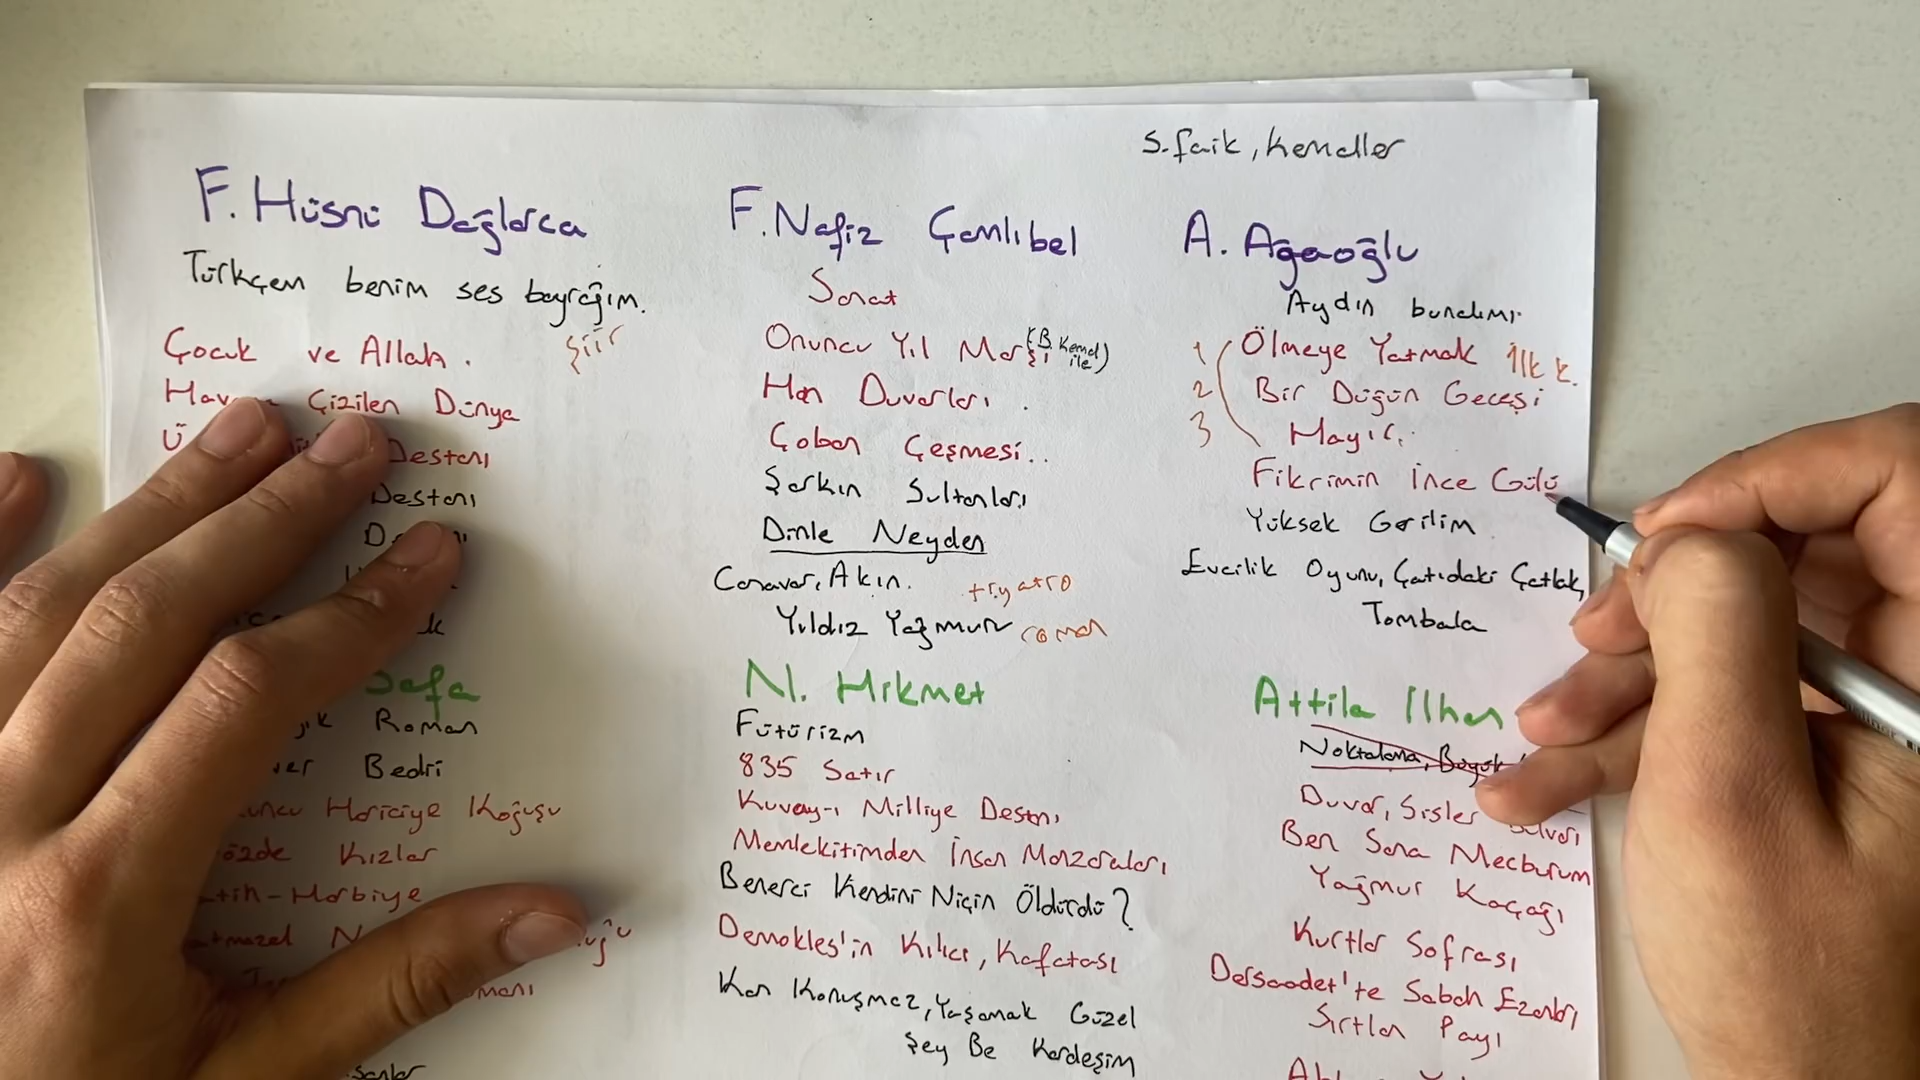 S.faik, Kemaller
F. Hüsnü Dağlarca
Türkçem benim ses bayrağım.
şiir
Çocuk ve Allah.
Çizilen Dünya
Destanı
Destanı
Safa
Roman
Bedri
Hariciye Koğuşu
Kızlar
Harbiye
F. Nafiz Çamlıbel
Sanat
Onuncu Yıl Marşı (B. Kemal ile)
Han Duvarları.
Çoban Çeşmesi..
Şarkın Sultanları
Dinle Neyden
Canavar, Akın. tiyatro
Yıldız Yağmuru roman
N. Hikmet
Fütürizm
835 Satır
Kuvay-ı Milliye Destanı
Memlekitimden İnsan Manzaraları
Benerci Kendini Niçin Öldürdü?
Demokles'in Kılıcı, Kafatası
Kan Konuşmaz, Yaşamak Güzel
Şey Be Kardeşim
A. Ağaoğlu
Aydın bunalımı.
1 Ölmeye Yatmak İlk k.
2 Bir Düğün Gecesi
3 Hayır.
Fikrimin İnce Gülü
Yüksek Gerilim
Evcilik Oyunu, Çatıdaki Çatlak,
Tombala
Attila İlhan
Noktalama, Büyük
Duvar, Sisler
Ben Sana Mecburum
Yağmur Kaçağı
Kurtlar Sofrası
Dersaadet'te Sabah Ezanları
Sırtlan Payı